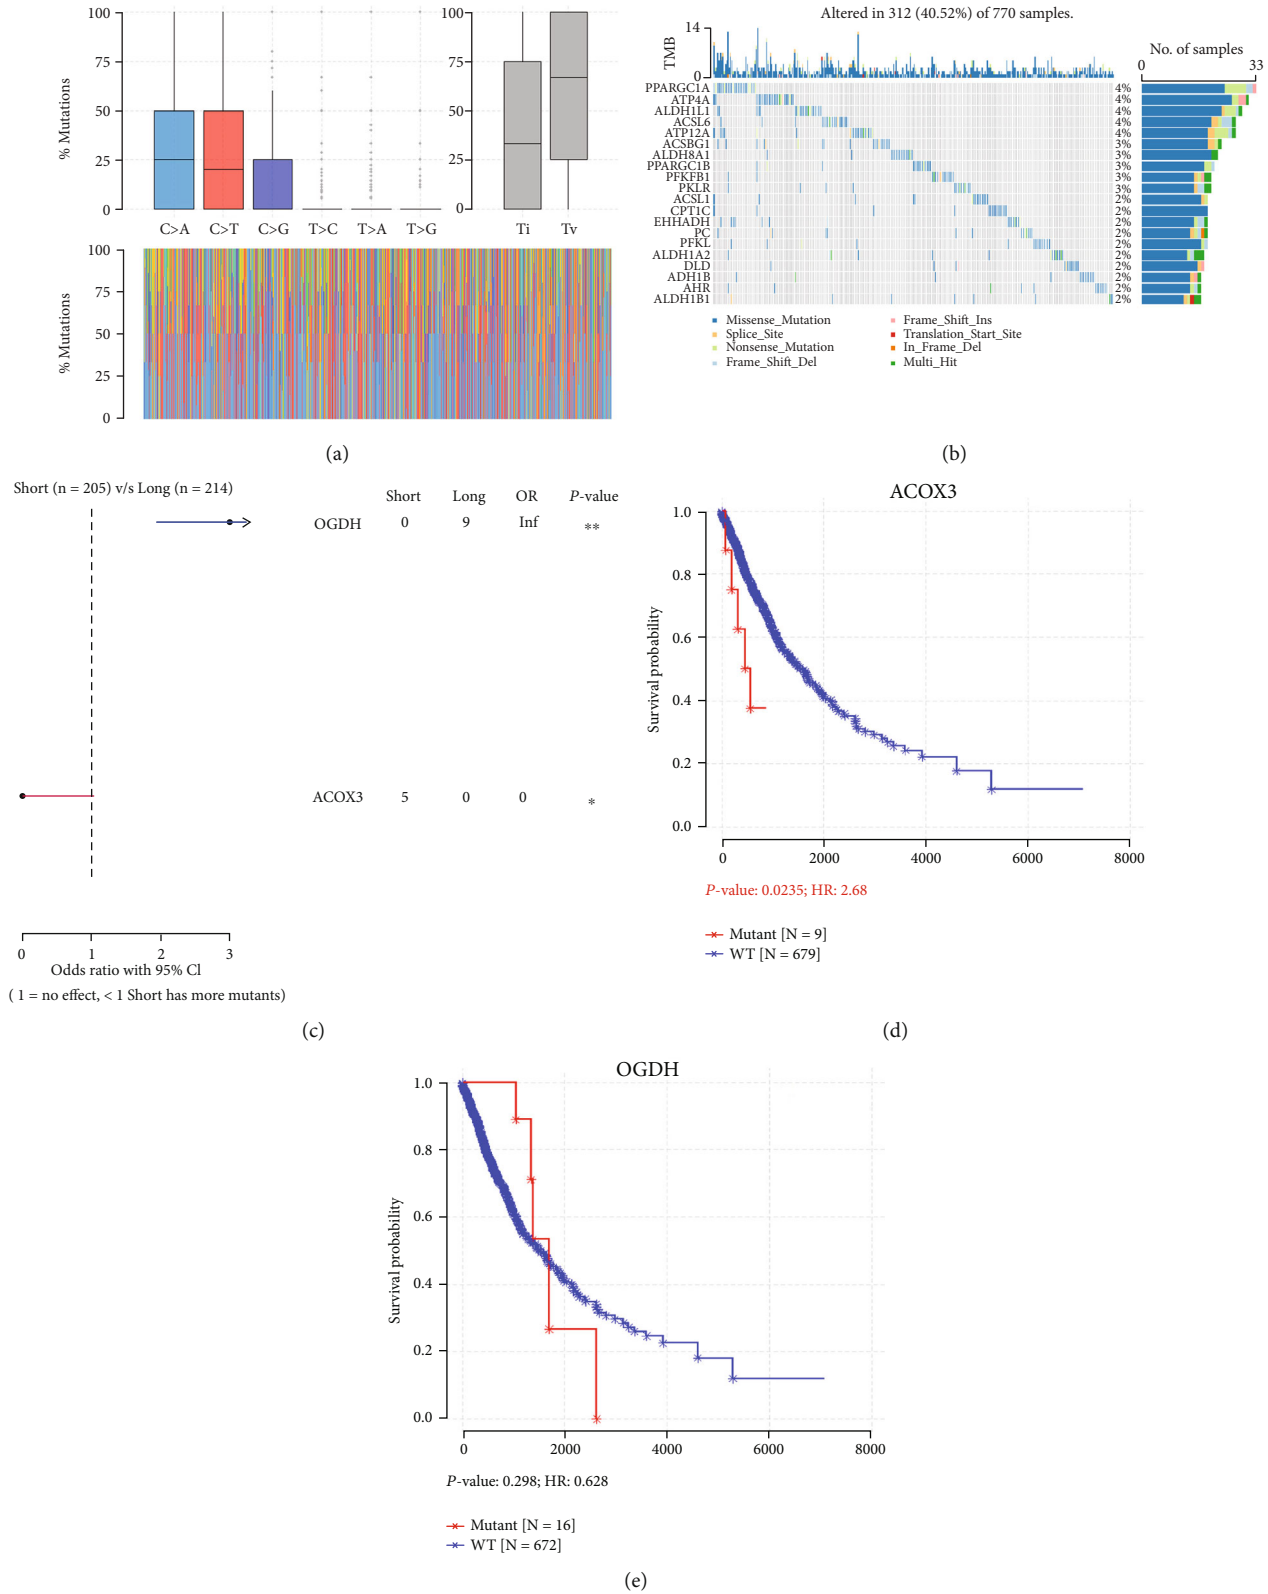 100
75
50
25
0
% Mutations
C>A C>T C>G T>C T>A T>G
100
75
50
25
0
Ti Tv
100
75
50
25
0
% Mutations
(a)
Altered in 312 (40.52%) of 770 samples.
14
0
TMB
No. of samples
0 33
PPARGC1A 4%
ATP4A 4%
ALDH1L1 4%
ACSL6 4%
ATP12A 4%
ACSBG1 3%
ALDH8A1 3%
PPARGC1B 3%
PFKFB1 3%
PKLR 3%
ACSL1 2%
CPT1C 2%
EHHADH 2%
PC 2%
PFKL 2%
ALDH1A2 2%
DLD 2%
ADH1B 2%
AHR 2%
ALDH1B1 2%
Missense_Mutation Frame_Shift_Ins
Splice_Site Translation_Start_Site
Nonsense_Mutation In_Frame_Del
Frame_Shift_Del Multi_Hit
(b)
Short (n = 205) v/s Long (n = 214)
Short Long OR P-value
OGDH 0 9 Inf **
ACOX3 5 0 0 *
0 1 2 3
Odds ratio with 95% Cl
( 1 = no effect, < 1 Short has more mutants)
(c)
ACOX3
1.0
0.8
0.6
0.4
0.2
0.0
Survival probability
0 2000 4000 6000 8000
P-value: 0.0235; HR: 2.68
Mutant [N = 9]
WT [N = 679]
(d)
OGDH
1.0
0.8
0.6
0.4
0.2
0.0
Survival probability
0 2000 4000 6000 8000
P-value: 0.298; HR: 0.628
Mutant [N = 16]
WT [N = 672]
(e)